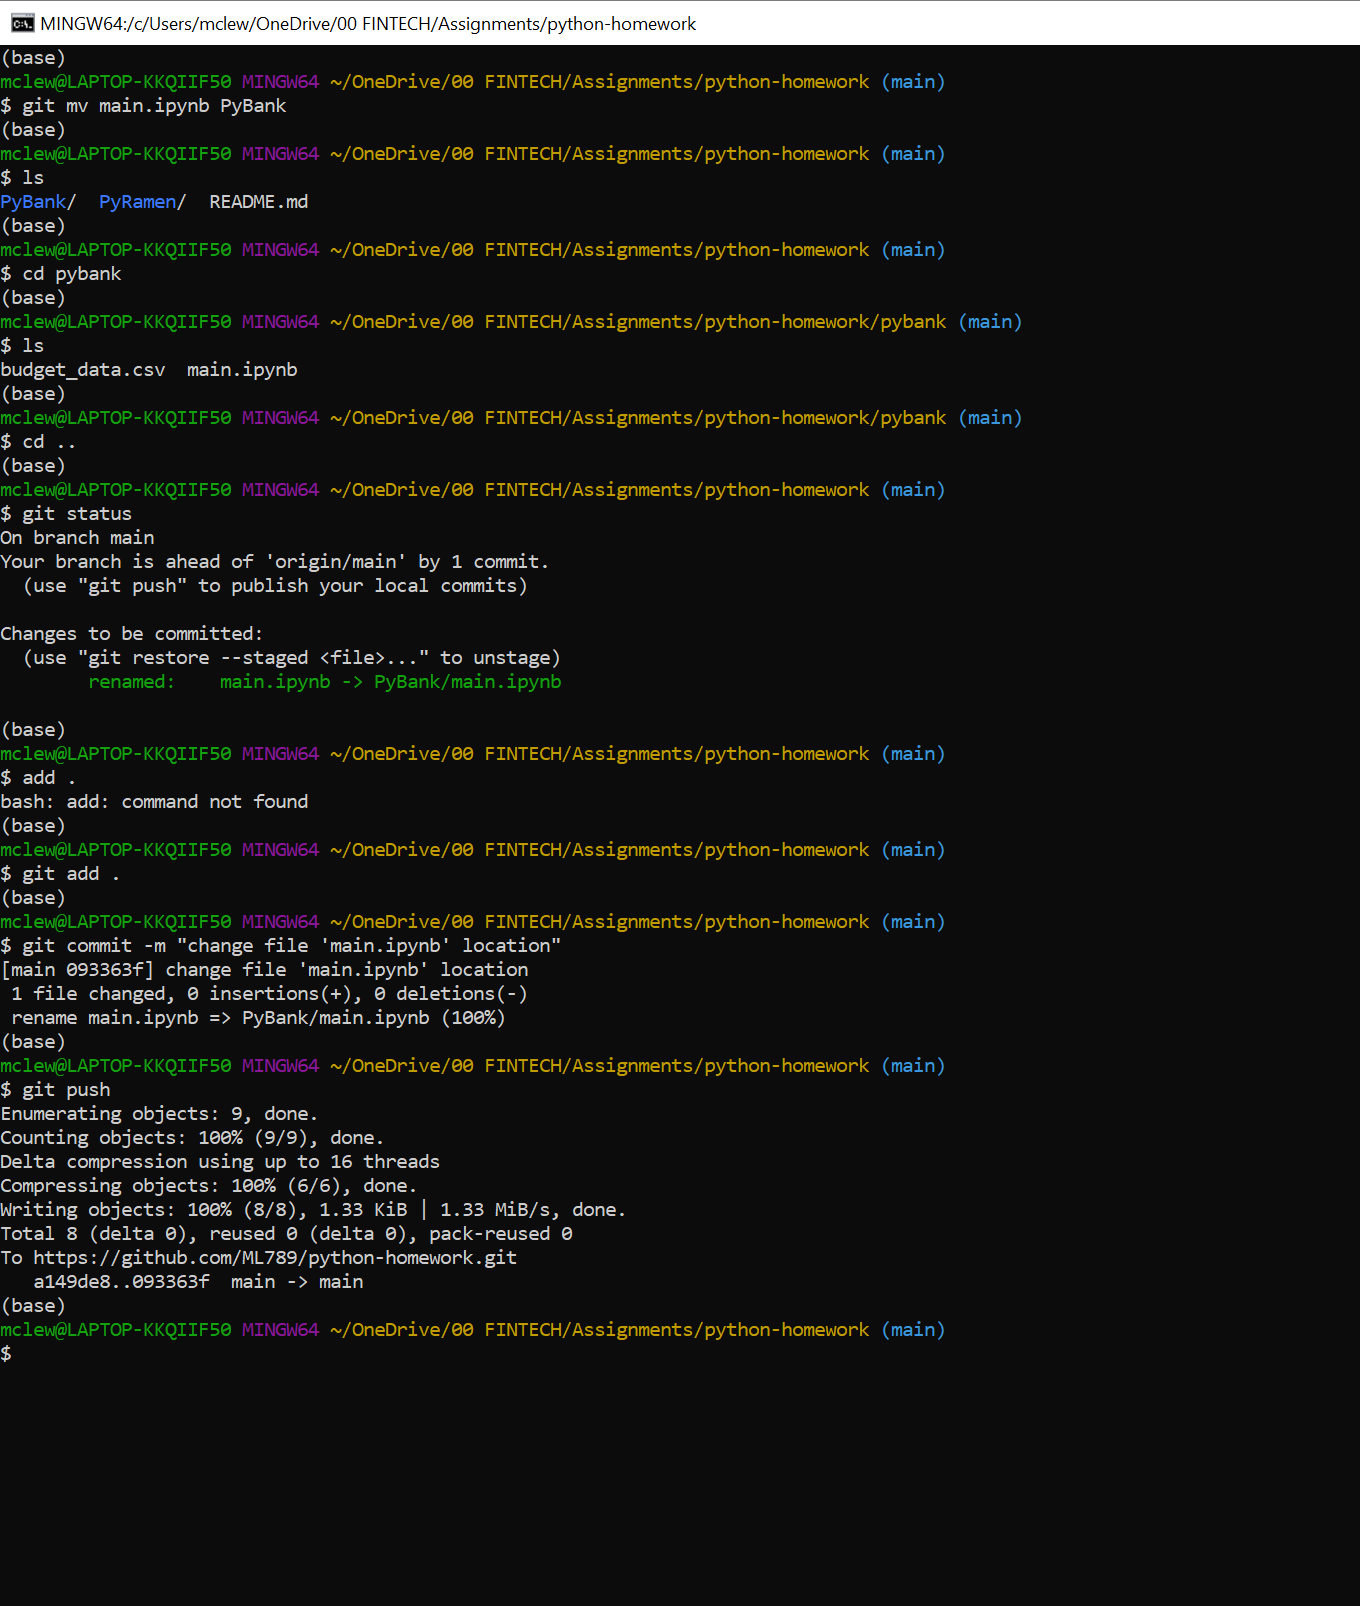 MINGW64:/c/Users/mclew/OneDrive/00 FINTECH/Assignments/python-homework
(base)
mclew@LAPTOP-KKQIIF50 MINGW64 ~/OneDrive/00 FINTECH/Assignments/python-homework (main)
$ git mv main.ipynb PyBank
(base)
mclew@LAPTOP-KKQIIF50 MINGW64 ~/OneDrive/00 FINTECH/Assignments/python-homework (main)
$ ls
PyBank/  PyRamen/  README.md
(base)
mclew@LAPTOP-KKQIIF50 MINGW64 ~/OneDrive/00 FINTECH/Assignments/python-homework (main)
$ cd pybank
(base)
mclew@LAPTOP-KKQIIF50 MINGW64 ~/OneDrive/00 FINTECH/Assignments/python-homework/pybank (main)
$ ls
budget_data.csv  main.ipynb
(base)
mclew@LAPTOP-KKQIIF50 MINGW64 ~/OneDrive/00 FINTECH/Assignments/python-homework/pybank (main)
$ cd ..
(base)
mclew@LAPTOP-KKQIIF50 MINGW64 ~/OneDrive/00 FINTECH/Assignments/python-homework (main)
$ git status
On branch main
Your branch is ahead of 'origin/main' by 1 commit.
  (use "git push" to publish your local commits)

Changes to be committed:
  (use "git restore --staged <file>..." to unstage)
        renamed:    main.ipynb -> PyBank/main.ipynb

(base)
mclew@LAPTOP-KKQIIF50 MINGW64 ~/OneDrive/00 FINTECH/Assignments/python-homework (main)
$ add .
bash: add: command not found
(base)
mclew@LAPTOP-KKQIIF50 MINGW64 ~/OneDrive/00 FINTECH/Assignments/python-homework (main)
$ git add .
(base)
mclew@LAPTOP-KKQIIF50 MINGW64 ~/OneDrive/00 FINTECH/Assignments/python-homework (main)
$ git commit -m "change file 'main.ipynb' location"
[main 093363f] change file 'main.ipynb' location
 1 file changed, 0 insertions(+), 0 deletions(-)
 rename main.ipynb => PyBank/main.ipynb (100%)
(base)
mclew@LAPTOP-KKQIIF50 MINGW64 ~/OneDrive/00 FINTECH/Assignments/python-homework (main)
$ git push
Enumerating objects: 9, done.
Counting objects: 100% (9/9), done.
Delta compression using up to 16 threads
Compressing objects: 100% (6/6), done.
Writing objects: 100% (8/8), 1.33 KiB | 1.33 MiB/s, done.
Total 8 (delta 0), reused 0 (delta 0), pack-reused 0
To https://github.com/ML789/python-homework.git
   a149de8..093363f  main -> main
(base)
mclew@LAPTOP-KKQIIF50 MINGW64 ~/OneDrive/00 FINTECH/Assignments/python-homework (main)
$